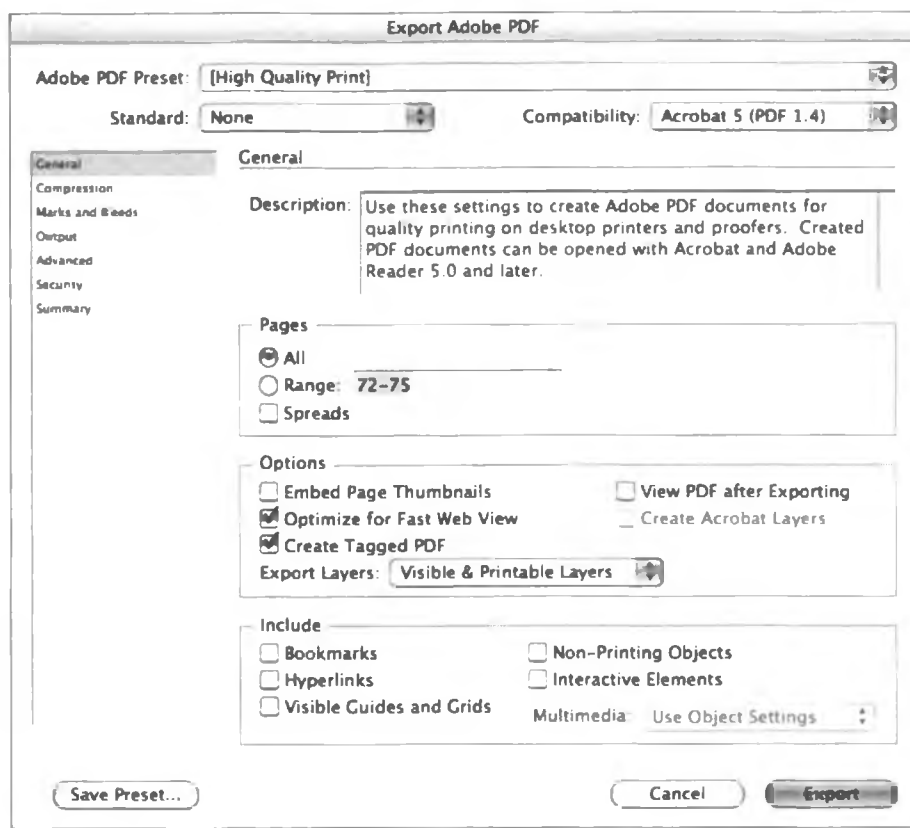 Export Adobe PDF
Adobe PDF Preset: [High Quality Print]
Standard: None
Compatibility: Acrobat 5 (PDF 1.4)
General
Compression
Marks and Bleeds
Output
Advanced
Security
Summary
General
Description: Use these settings to create Adobe PDF documents for
quality printing on desktop printers and proofers. Created
PDF documents can be opened with Acrobat and Adobe
Reader 5.0 and later.
Pages
All
Range: 72-75
Spreads
Options
Embed Page Thumbnails
View PDF after Exporting
Optimize for Fast Web View
Create Acrobat Layers
Create Tagged PDF
Export Layers: Visible & Printable Layers
Include
Bookmarks
Non-Printing Objects
Hyperlinks
Interactive Elements
Visible Guides and Grids
Multimedia Use Object Settings
Save Preset...
Cancel
Export